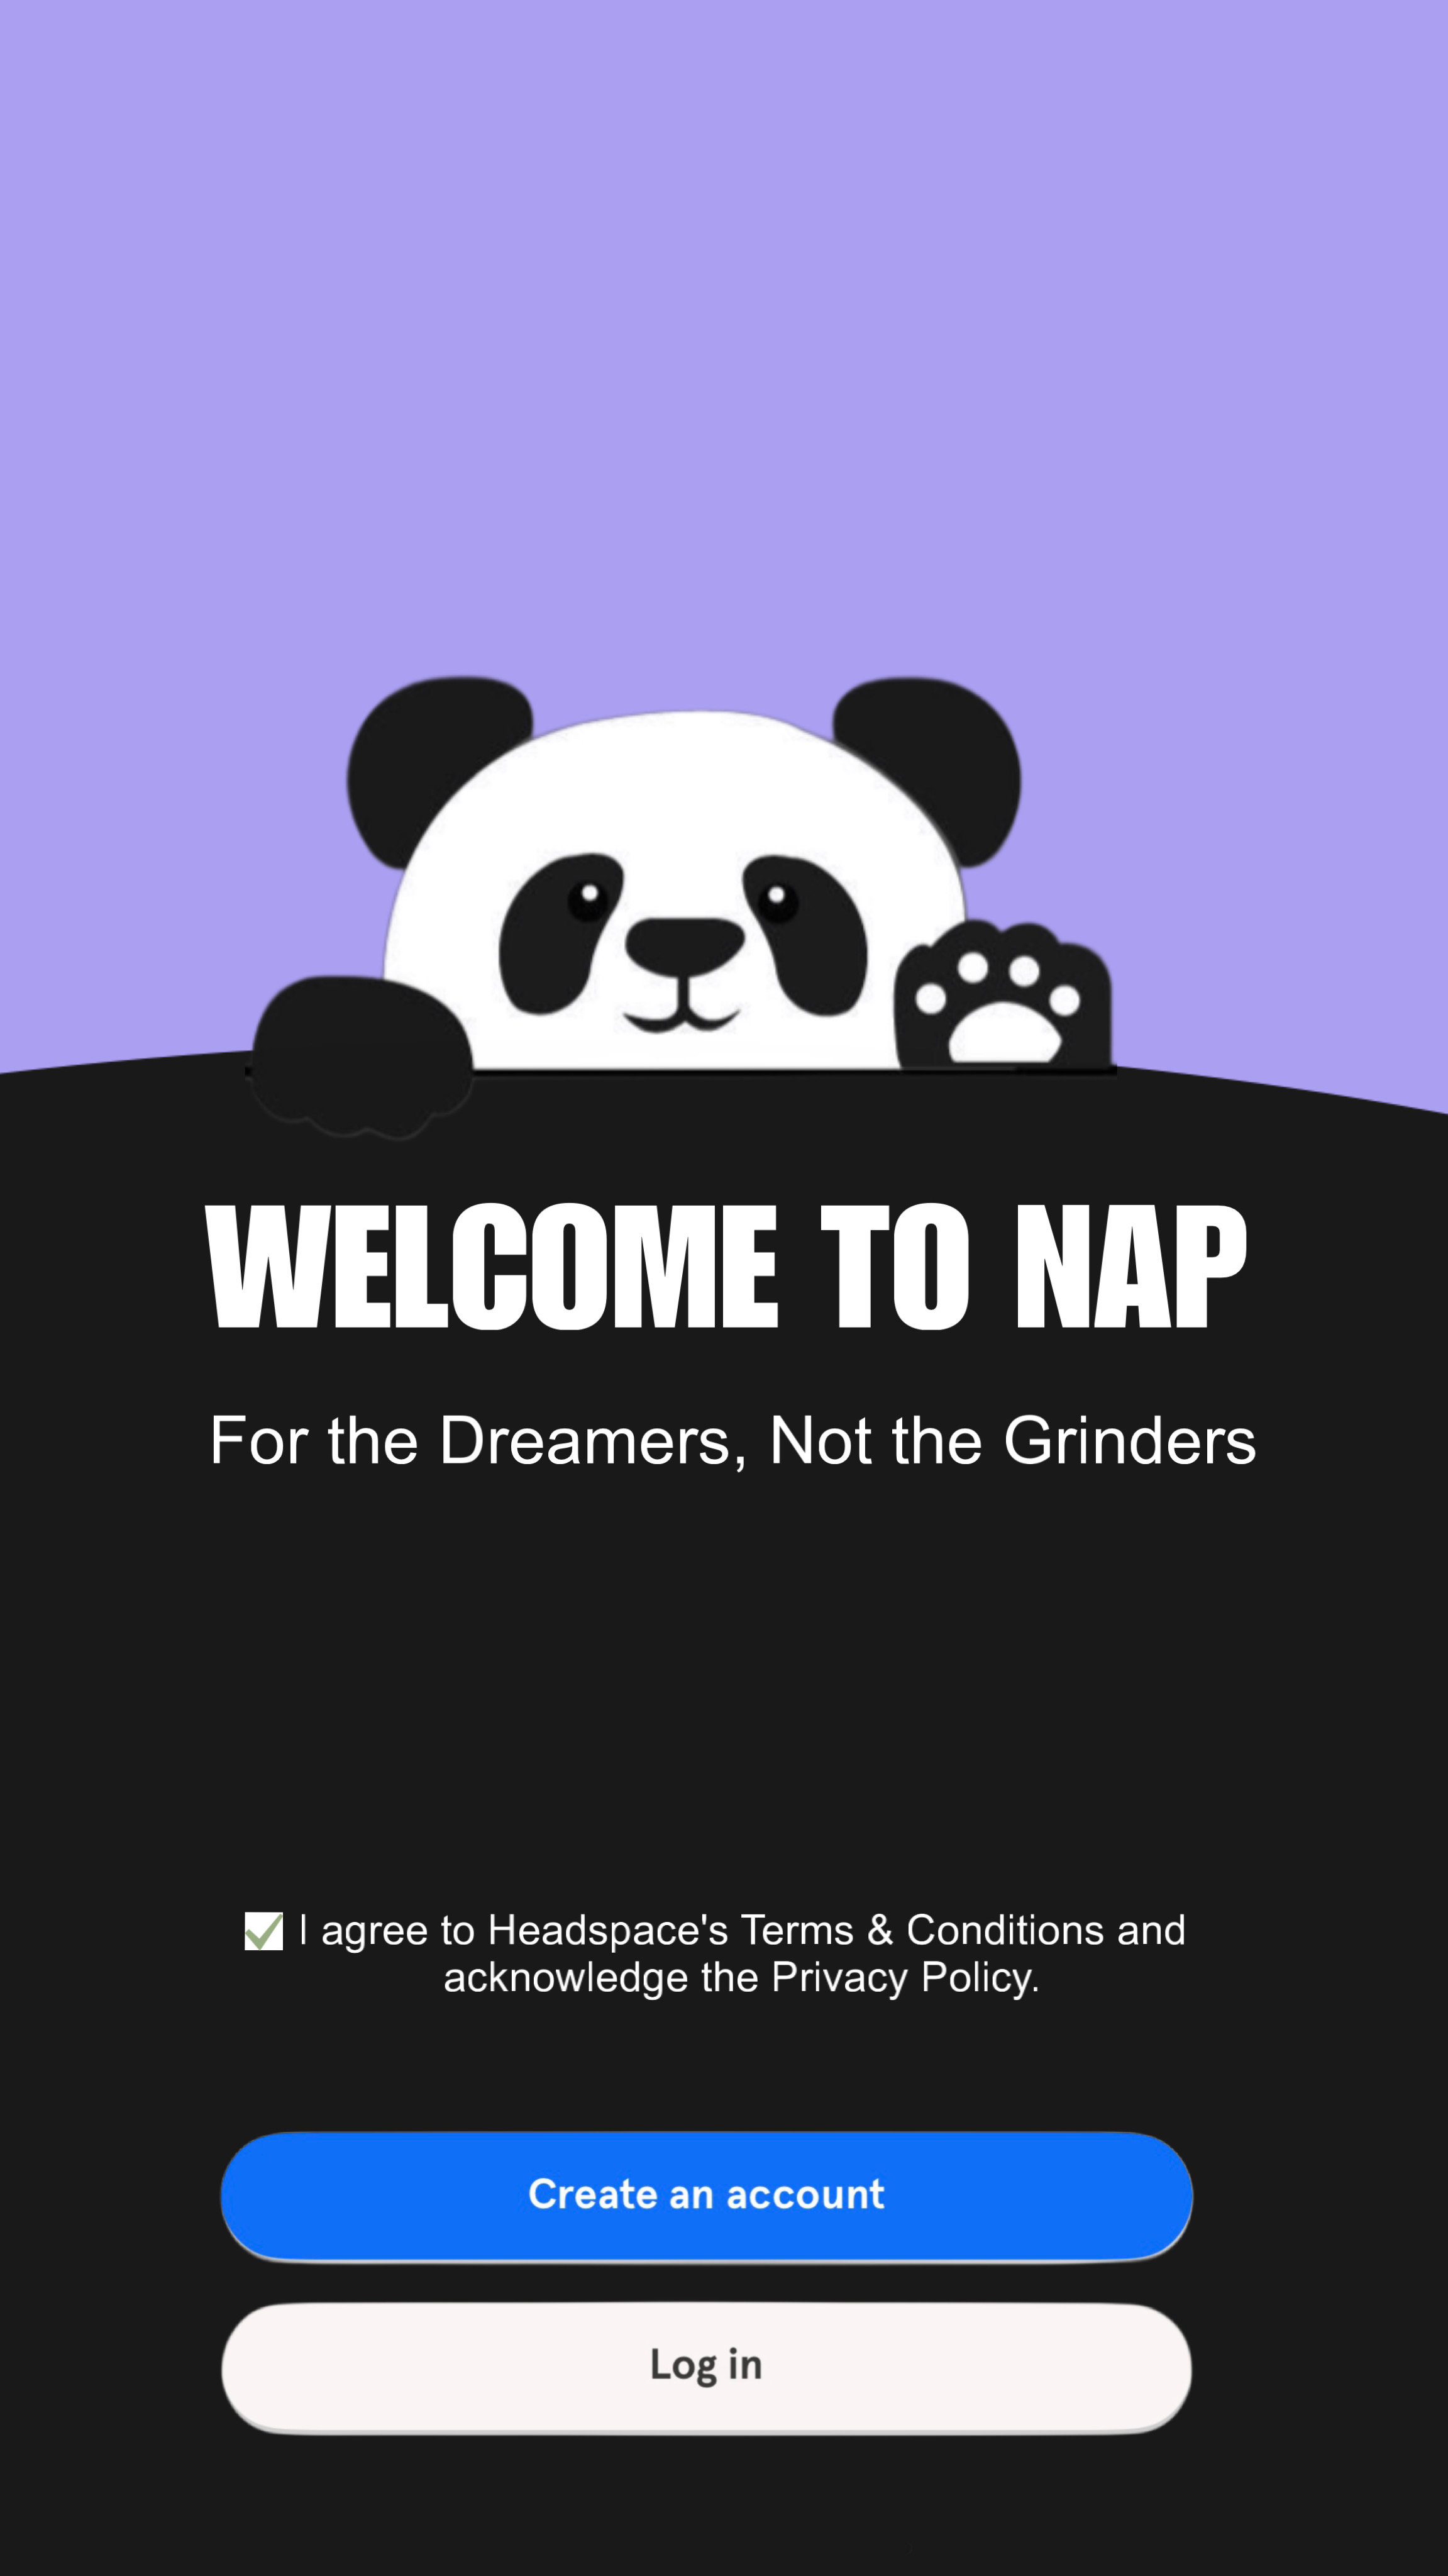 WELCOME TO NAP
For the Dreamers, Not the Grinders
I agree to Headspace's Terms & Conditions and
acknowledge the Privacy Policy.
Create an account
Log in